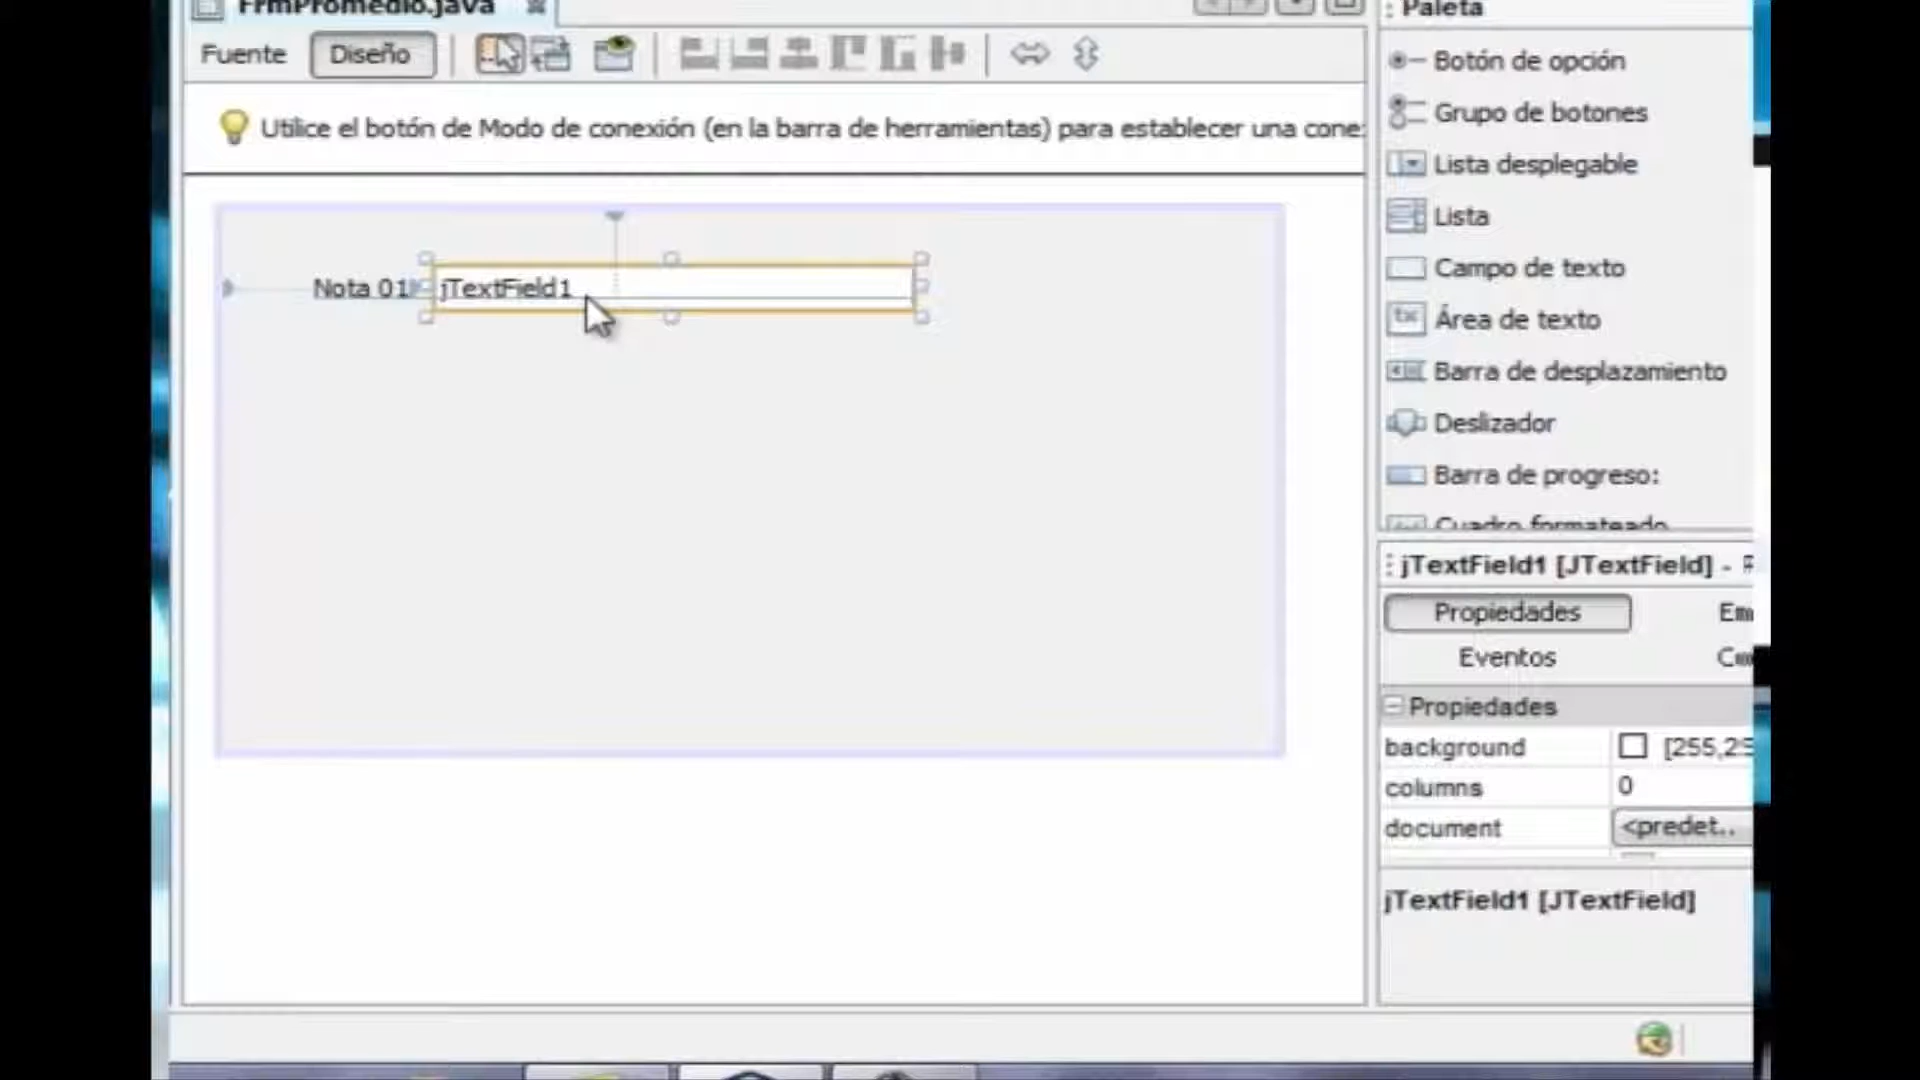 FrmPromedio.java
Fuente Diseño
Utilice el botón de Modo de conexión (en la barra de herramientas) para establecer una cone
Nota 01 jTextField1
Paleta
Botón de opción
Grupo de botones
Lista desplegable
Lista
Campo de texto
Área de texto
Barra de desplazamiento
Deslizador
Barra de progreso:
Cuadro formateado
jTextField1 [JTextField] -
Propiedades
Eventos
Propiedades
background [255,25
columns 0
document <predet..
jTextField1 [JTextField]